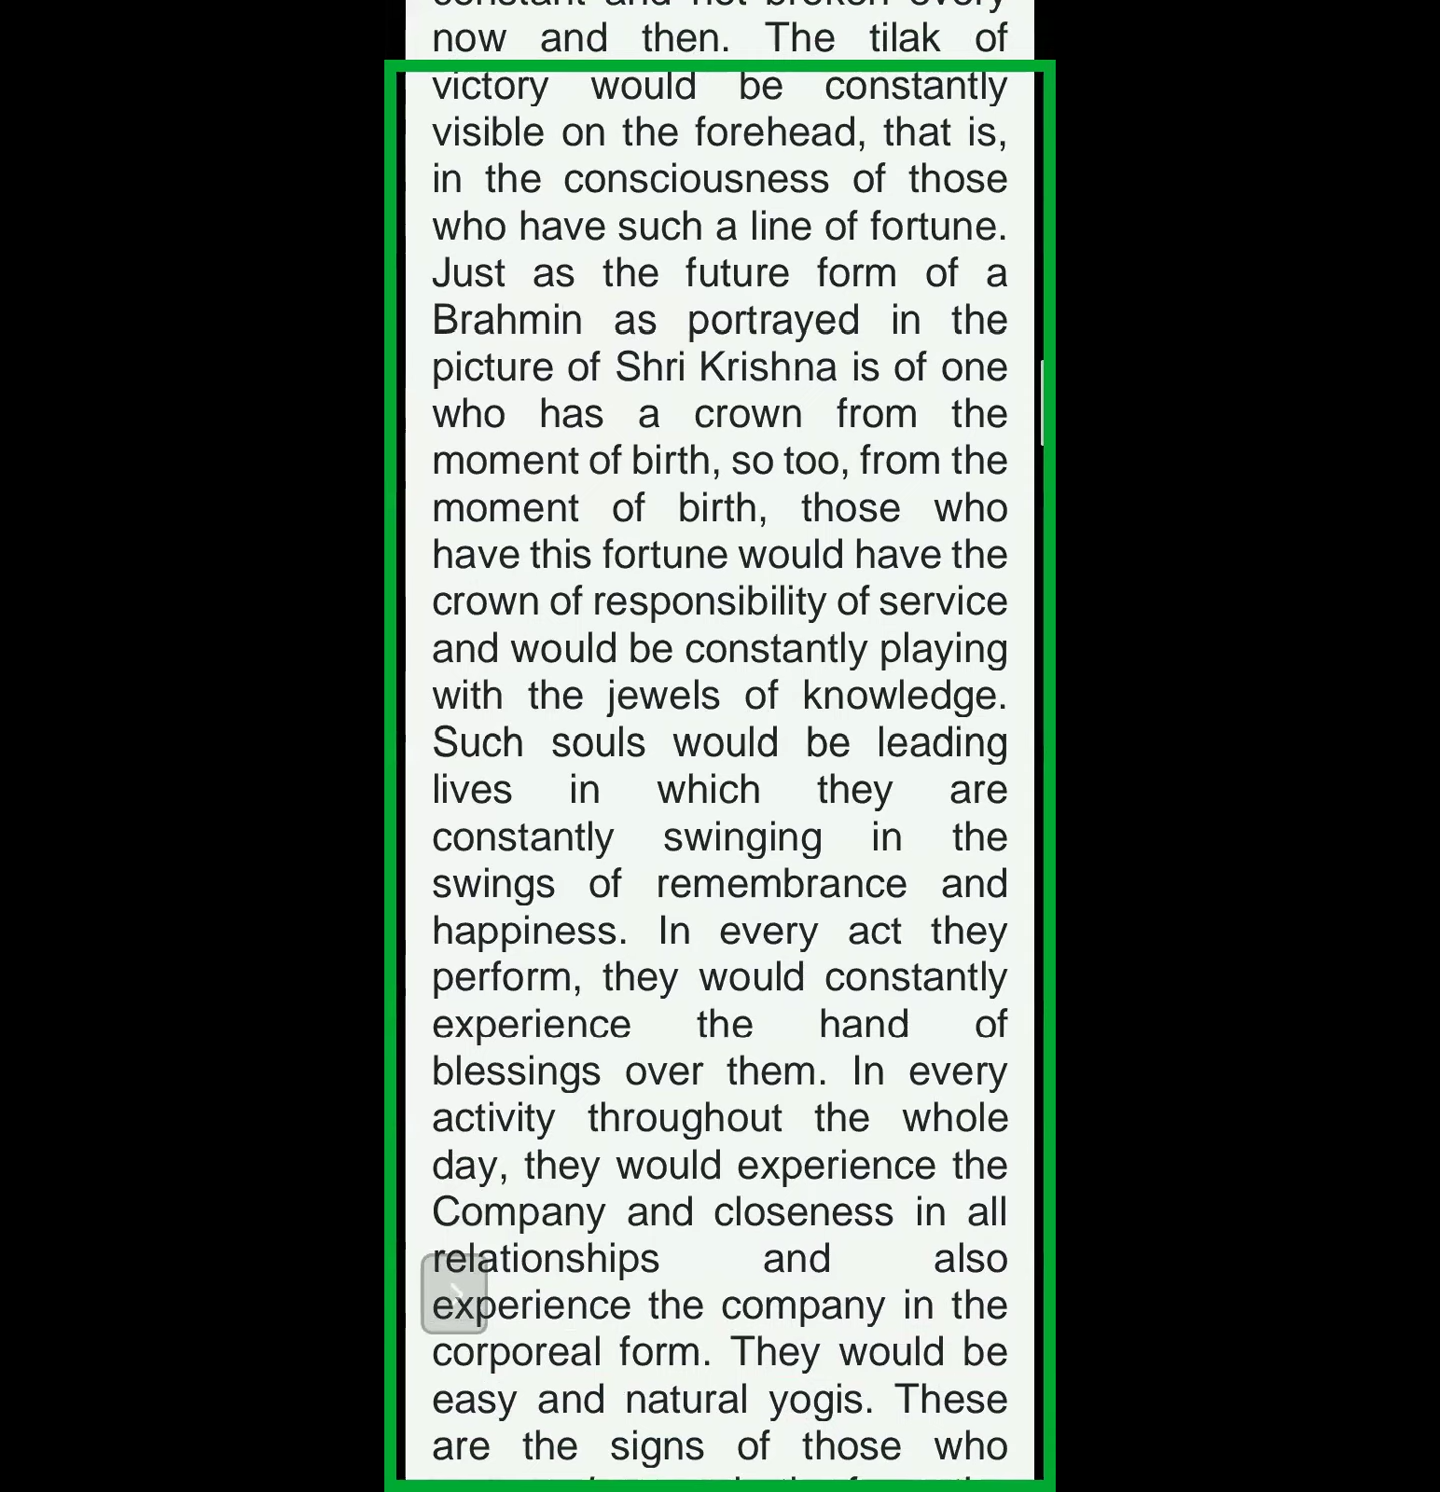 now and then. The tilak of
victory would be constantly
visible on the forehead, that is,
in the consciousness of those
who have such a line of fortune.
Just as the future form of a
Brahmin as portrayed in the
picture of Shri Krishna is of one
who has a crown from the
moment of birth, so too, from the
moment of birth, those who
have this fortune would have the
crown of responsibility of service
and would be constantly playing
with the jewels of knowledge.
Such souls would be leading
lives in which they are
constantly swinging in the
swings of remembrance and
happiness. In every act they
perform, they would constantly
experience the hand of
blessings over them. In every
activity throughout the whole
day, they would experience the
Company and closeness in all
relationships and also
experience the company in the
corporeal form. They would be
easy and natural yogis. These
are the signs of those who